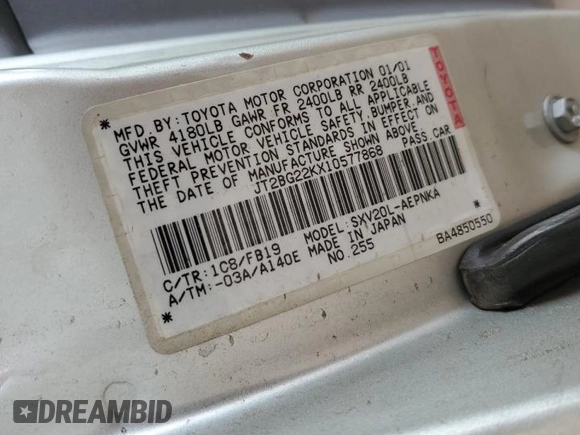 MFD.BY:TOYOTA MOTOR CORPORATION 01/01
GVWR 4180LB GAWR FR 2400LB RR 2400LB
THIS VEHICLE CONFORMS TO ALL APPLICABLE
FEDERAL MOTOR VEHICLE SAFETY,BUMPER,AND
THEFT PREVENTION STANDARDS IN EFFECT ON
THE DATE OF MANUFACTURE SHOWN ABOVE.
JT2BG22KX10577868 PASS.CAR
TOYOTA
C/TR:1C8/FB19 MODEL:SXV20L-AEPNKA
A/TM:-03A/A140E MADE IN JAPAN
NO.255 BA4850550
DREAMBID